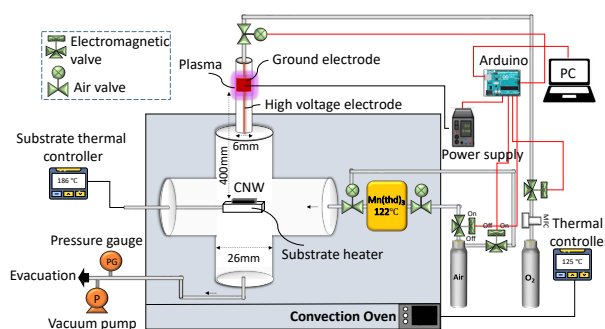 Electromagnetic
valve
Air valve
Plasma
Ground electrode
High voltage electrode
Arduino
PC
Power supply
6mm
400mm
Substrate thermal
controller
186 °C
CNW
Mn(thd)3
122°C
On
Off
Off
On
MFC
Thermal
controlle
125 °C
Substrate heater
26mm
Pressure gauge
PG
Evacuation
P
Vacuum pump
Air
O2
Convection Oven